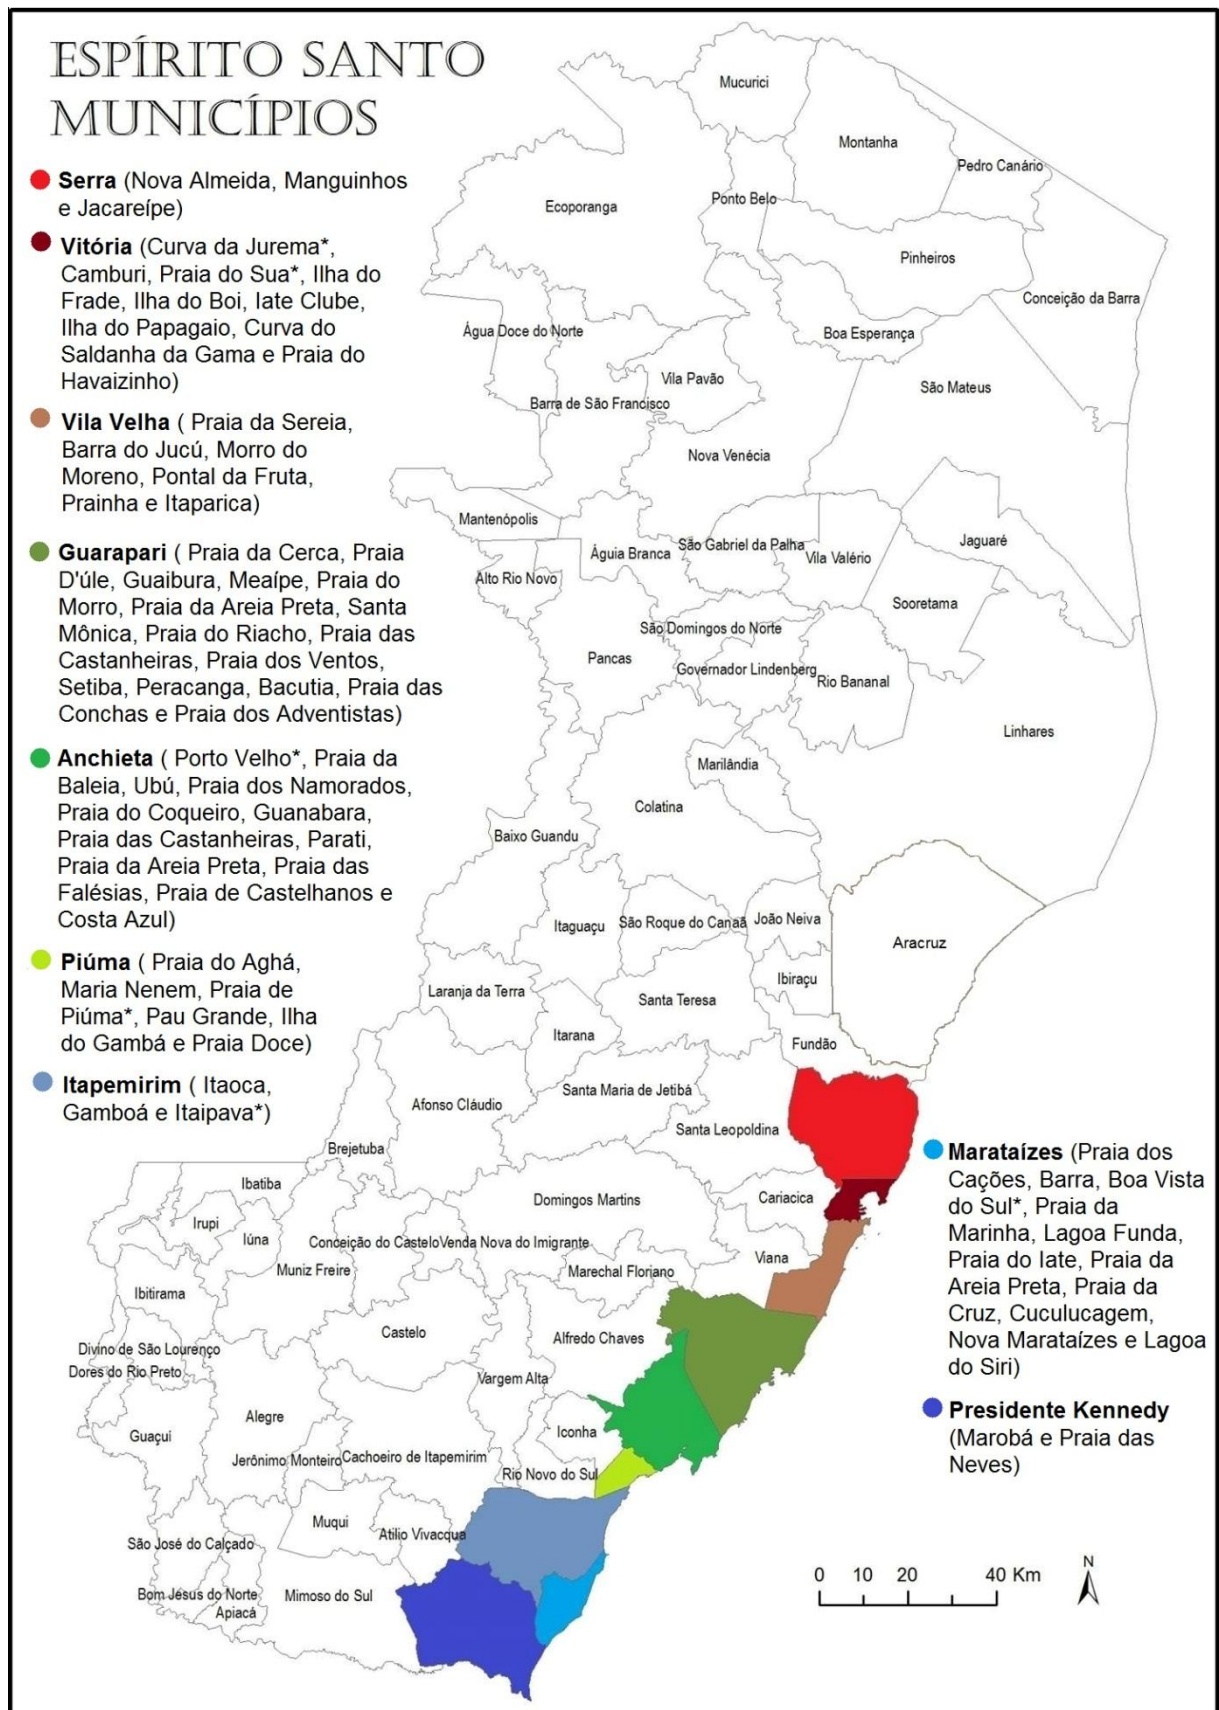 ESPÍRITO SANTO
MUNICÍPIOS
Serra (Nova Almeida, Manguinhos
e Jacareípe)
Vitória (Curva da Jurema*,
Camburi, Praia do Sua*, Ilha do
Frade, Ilha do Boi, Iate Clube,
Ilha do Papagaio, Curva do
Saldanha da Gama e Praia do
Havaizinho)
Vila Velha ( Praia da Sereia,
Barra do Jucú, Morro do
Moreno, Pontal da Fruta,
Prainha e Itaparica)
Guarapari ( Praia da Cerca, Praia
D'úle, Guaibura, Meaípe, Praia do
Morro, Praia da Areia Preta, Santa
Mônica, Praia do Riacho, Praia das
Castanheiras, Praia dos Ventos,
Setiba, Peracanga, Bacutia, Praia das
Conchas e Praia dos Adventistas)
Anchieta ( Porto Velho*, Praia da
Baleia, Ubú, Praia dos Namorados,
Praia do Coqueiro, Guanabara,
Praia das Castanheiras, Parati,
Praia da Areia Preta, Praia das
Falésias, Praia de Castelhanos e
Costa Azul)
Piúma ( Praia do Aghá,
Maria Nenem, Praia de
Piúma*, Pau Grande, Ilha
do Gambá e Praia Doce)
Itapemirim ( Itaoca,
Gamboá e Itaipava*)
Marataízes (Praia dos
Cações, Barra, Boa Vista
do Sul*, Praia da
Marinha, Lagoa Funda,
Praia do Iate, Praia da
Areia Preta, Praia da
Cruz, Cuculucagem,
Nova Marataízes e Lagoa
do Siri)
Presidente Kennedy
(Marobá e Praia das
Neves)
Mucurici
Montanha
Pedro Canário
Ponto Belo
Ecoporanga
Pinheiros
Conceição da Barra
Água Doce do Norte
Boa Esperança
Vila Pavão
São Mateus
Barra de São Francisco
Nova Venécia
Mantenópolis
Águia Branca
São Gabriel da Palha
Vila Valério
Jaguaré
Alto Rio Novo
Sooretama
São Domingos do Norte
Pancas
Governador Lindenberg
Rio Bananal
Linhares
Marilândia
Colatina
Baixo Guandu
Itaguaçu
São Roque do Canaã
João Neiva
Aracruz
Ibiraçu
Laranja da Terra
Santa Teresa
Itarana
Fundão
Santa Maria de Jetibá
Afonso Cláudio
Santa Leopoldina
Brejetuba
Ibatiba
Domingos Martins
Cariacica
Irupi
Iúna
Conceição do Castelo
Venda Nova do Imigrante
Viana
Muniz Freire
Marechal Floriano
Ibitirama
Castelo
Alfredo Chaves
Divino de São Lourenço
Dores do Rio Preto
Vargem Alta
Alegre
Guaçuí
Iconha
Jerônimo Monteiro
Cachoeiro de Itapemirim
Rio Novo do Sul
Muqui
Atilio Vivacqua
São José do Calçado
Bom Jesus do Norte
Mimoso do Sul
Apiacá
0 10 20 40 Km
N